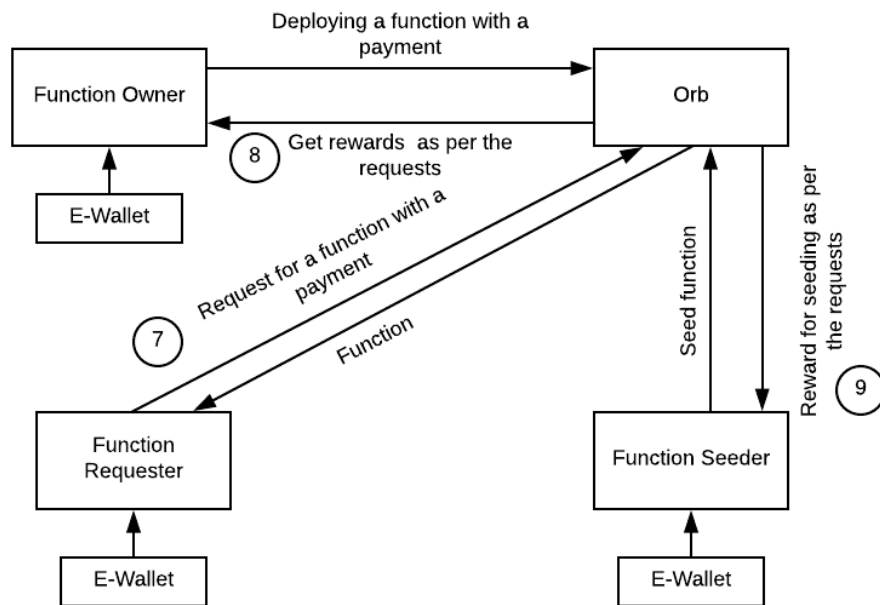 Deploying a function with a
payment
Function Owner
Orb
8
Get rewards as per the
requests
E-Wallet
Request for a function with a
payment
7
Function
Seed function
Reward for seeding as per
the requests
9
Function
Requester
Function Seeder
E-Wallet
E-Wallet